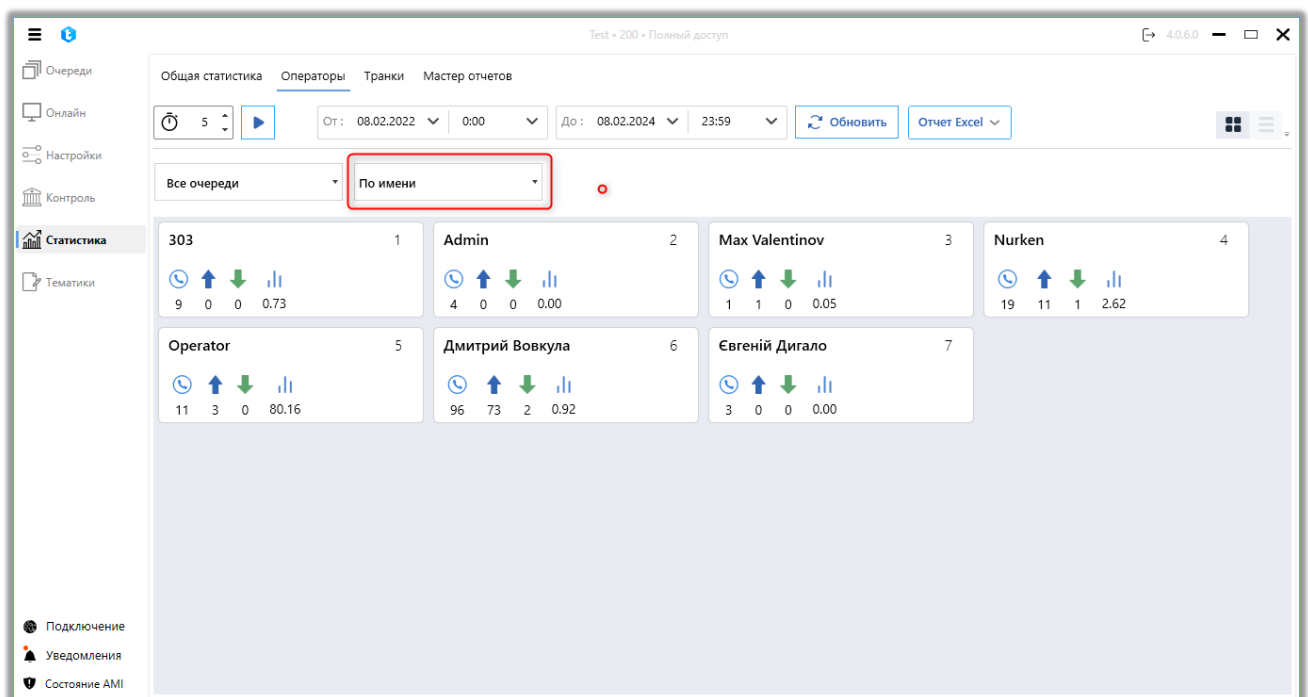 Test • 200 • Полный доступ
4.0.6.0
Очереди
Онлайн
Настройки
Контроль
Статистика
Тематики
Общая статистика Операторы Транки Мастер отчетов
5 От : 08.02.2022 0:00 До : 08.02.2024 23:59 Обновить Отчет Excel
Все очереди По имени
303 1 Admin 2 Max Valentinov 3 Nurken 4
9 0 0 0.73 4 0 0 0.00 1 1 0 0.05 19 11 1 2.62
Operator 5 Дмитрий Вовкула 6 Євгеній Дигало 7
11 3 0 80.16 96 73 2 0.92 3 0 0 0.00
Подключение
Уведомления
Состояние AMI